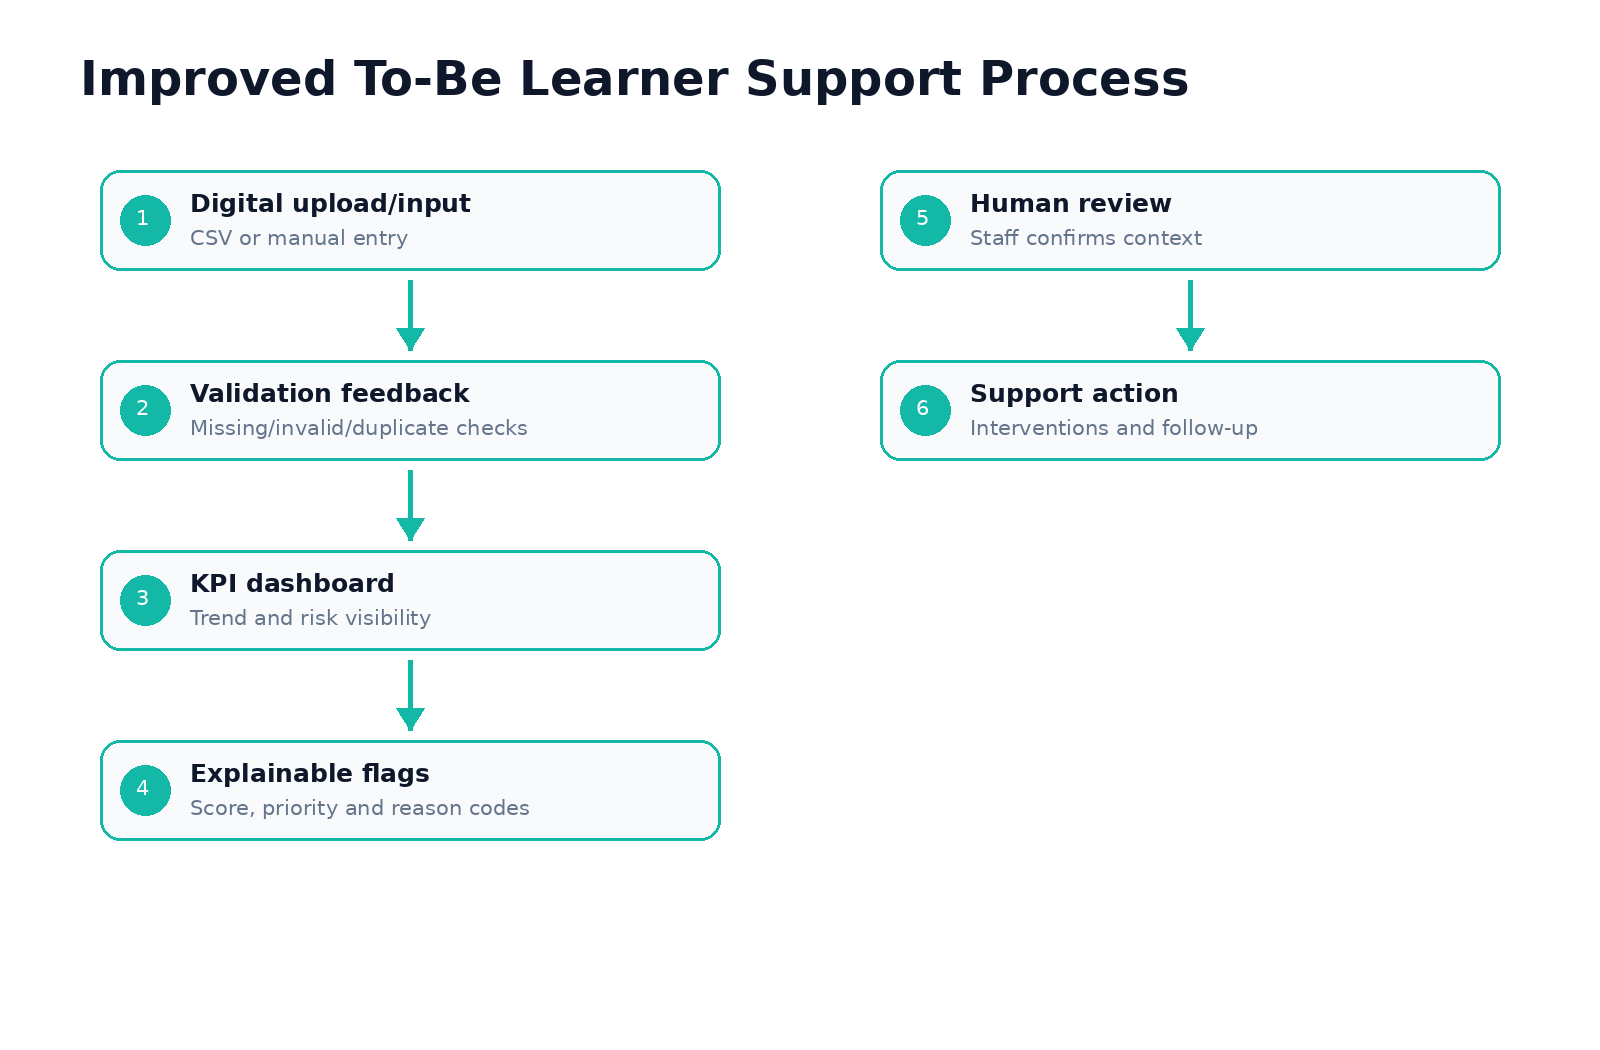 Improved To-Be Learner Support Process
1
Digital upload/input
CSV or manual entry
2
Validation feedback
Missing/invalid/duplicate checks
3
KPI dashboard
Trend and risk visibility
4
Explainable flags
Score, priority and reason codes
5
Human review
Staff confirms context
6
Support action
Interventions and follow-up